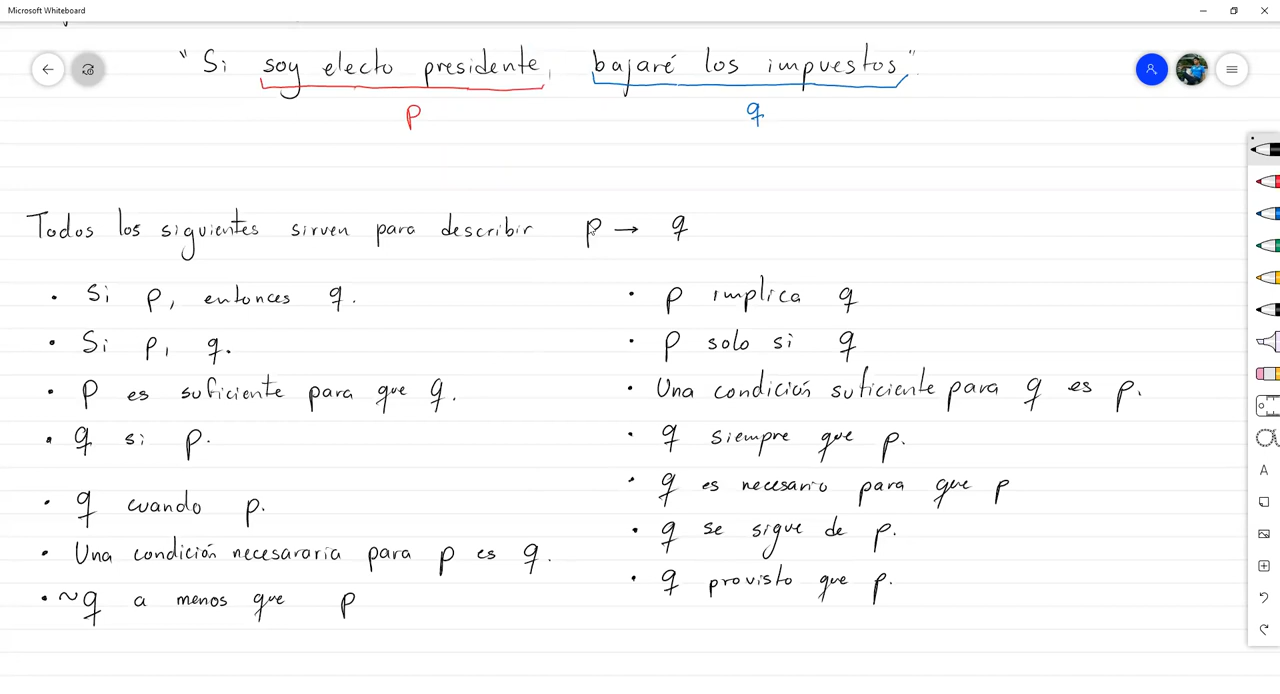 Microsoft Whiteboard
"Si soy electo presidente, bajaré los impuestos".
p
q
Todos los siguientes sirven para describir p → q
• Si p, entonces q.
• Si p, q.
• p es suficiente para que q.
• q si p.
• q cuando p.
• Una condición necesararia para p es q.
• ~q a menos que p
• p implica q
• p solo si q
• Una condición suficiente para q es p.
• q siempre que p.
• q es necesario para que p
• q se sigue de p.
• q provisto que p.
A